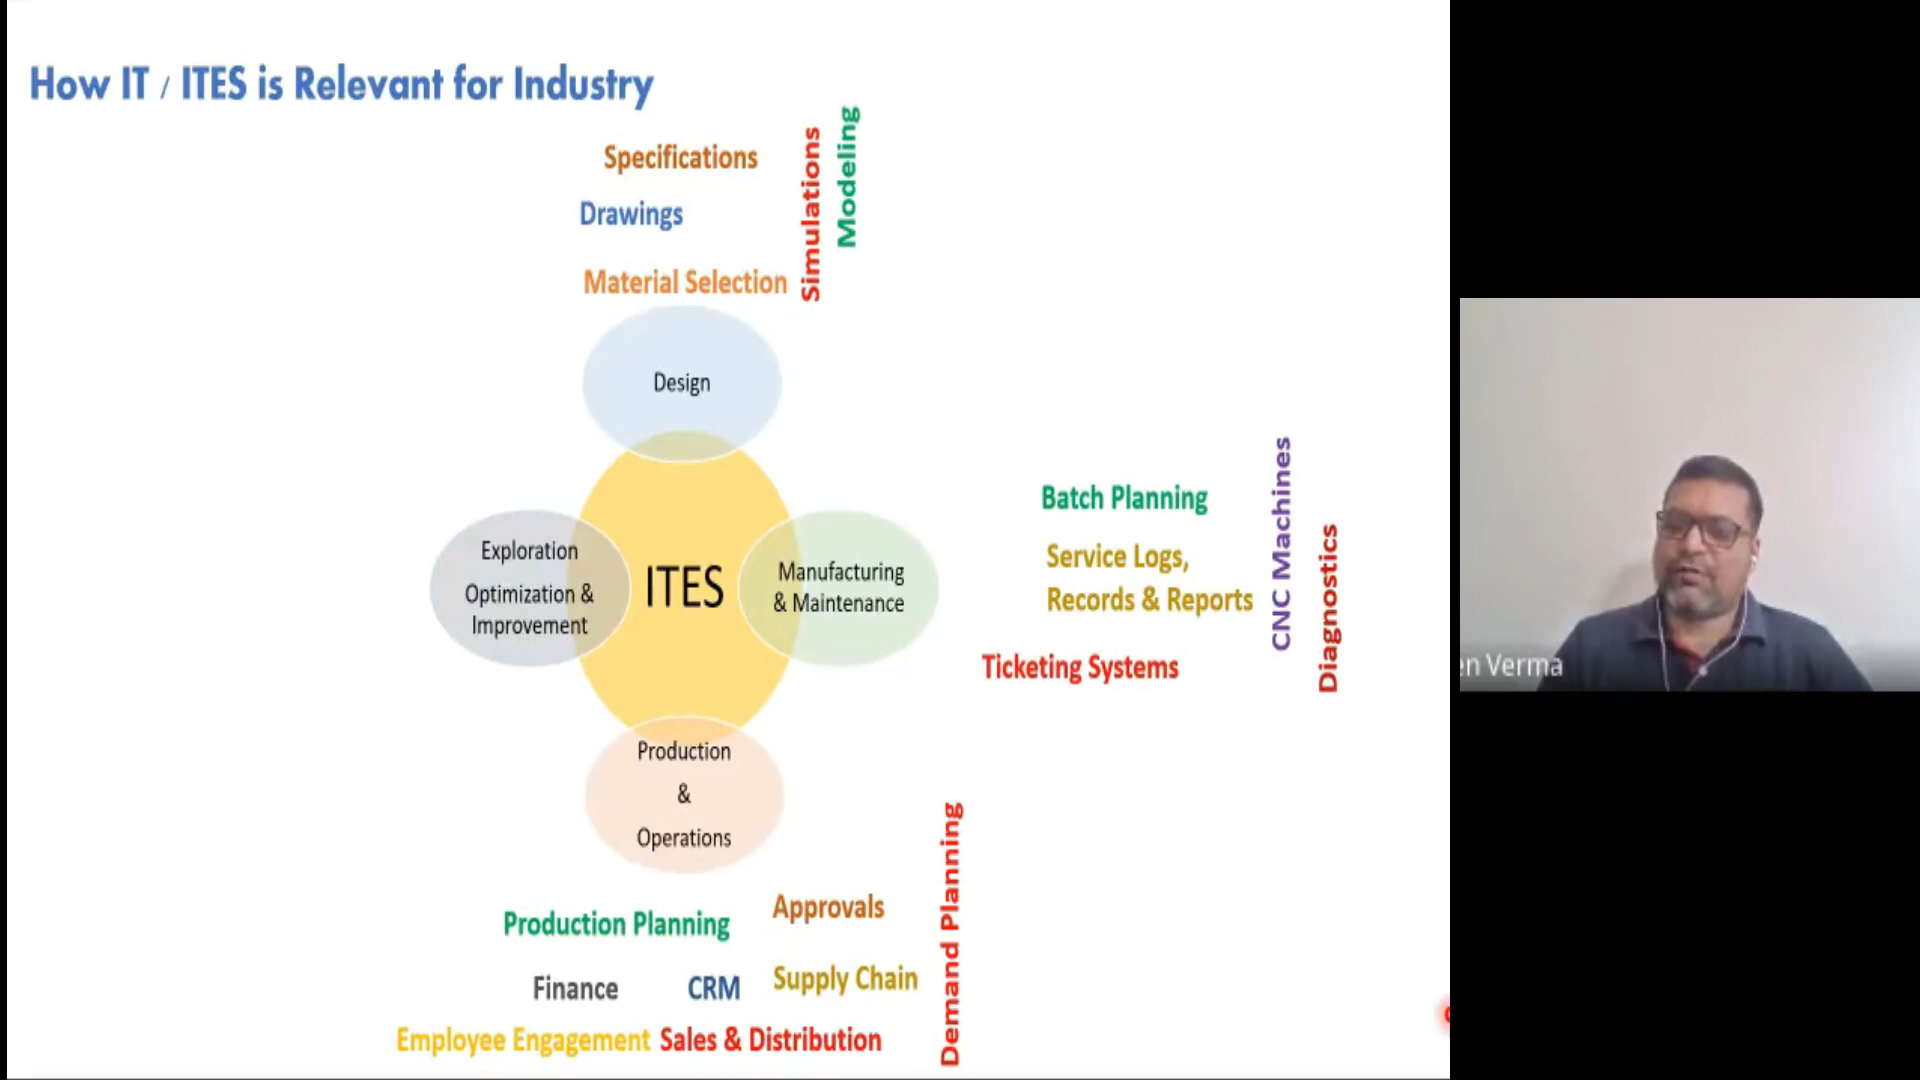 How IT / ITES is Relevant for Industry
Specifications
Drawings
Material Selection
Simulations
Modeling
Design
Exploration
Optimization &
Improvement
ITES
Manufacturing
& Maintenance
Batch Planning
Service Logs,
Records & Reports
Ticketing Systems
CNC Machines
Diagnostics
Production
&
Operations
Production Planning
Approvals
Finance
CRM
Supply Chain
Employee Engagement
Sales & Distribution
Demand Planning
en Verma